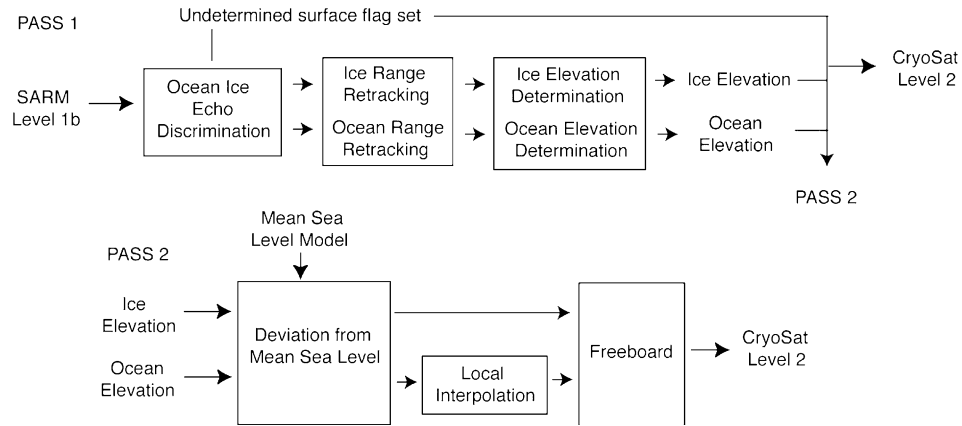 PASS 1
Undetermined surface flag set
SARM
Level 1b
Ocean Ice
Echo
Discrimination
Ice Range
Retracking
Ocean Range
Retracking
Ice Elevation
Determination
Ocean Elevation
Determination
Ice Elevation
Ocean
Elevation
CryoSat
Level 2
PASS 2
Mean Sea
Level Model
PASS 2
Ice
Elevation
Ocean
Elevation
Deviation from
Mean Sea Level
Local
Interpolation
Freeboard
CryoSat
Level 2